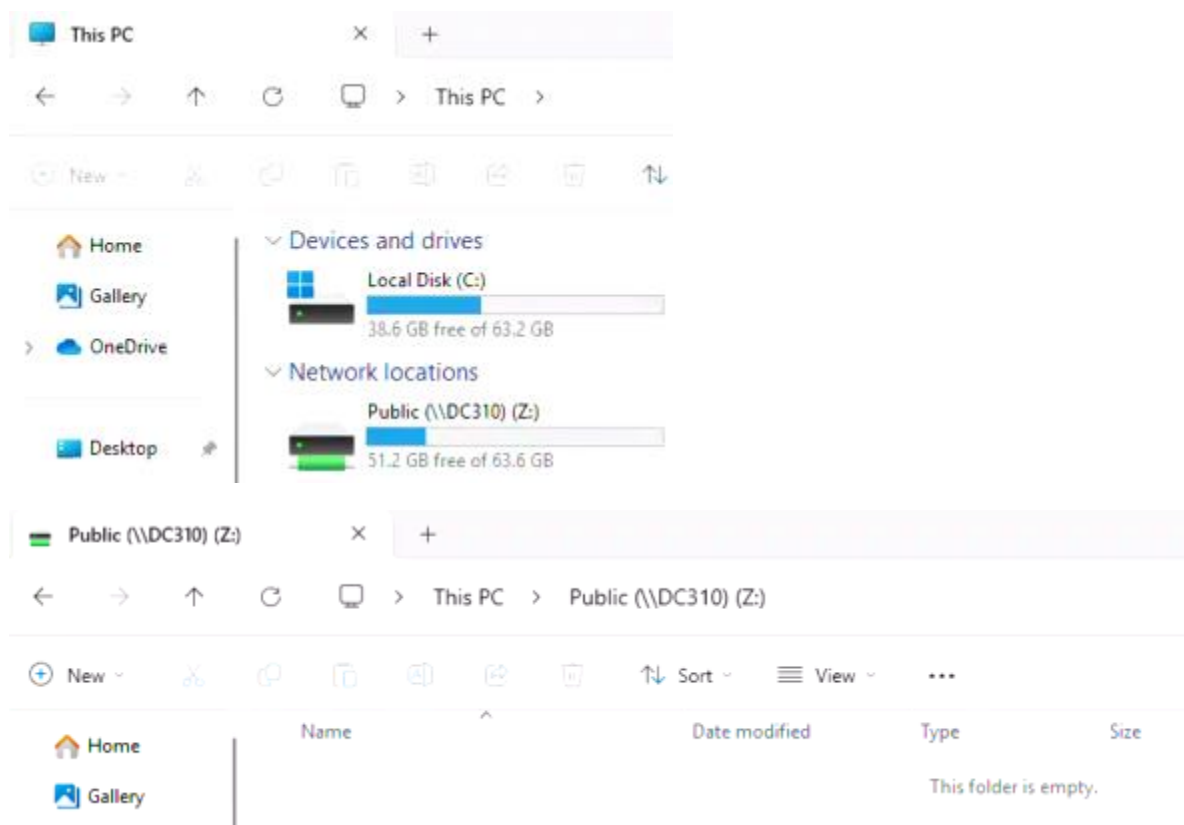 This PC
This PC
New
Home
Devices and drives
Local Disk (C:)
Gallery
38.6 GB free of 63.2 GB
OneDrive
Network locations
Public (\\DC310) (Z:)
Desktop
51.2 GB free of 63.6 GB
Public (\\DC310) (Z:)
This PC Public (\\DC310) (Z:)
New Sort View
Name Date modified Type Size
Home
This folder is empty.
Gallery